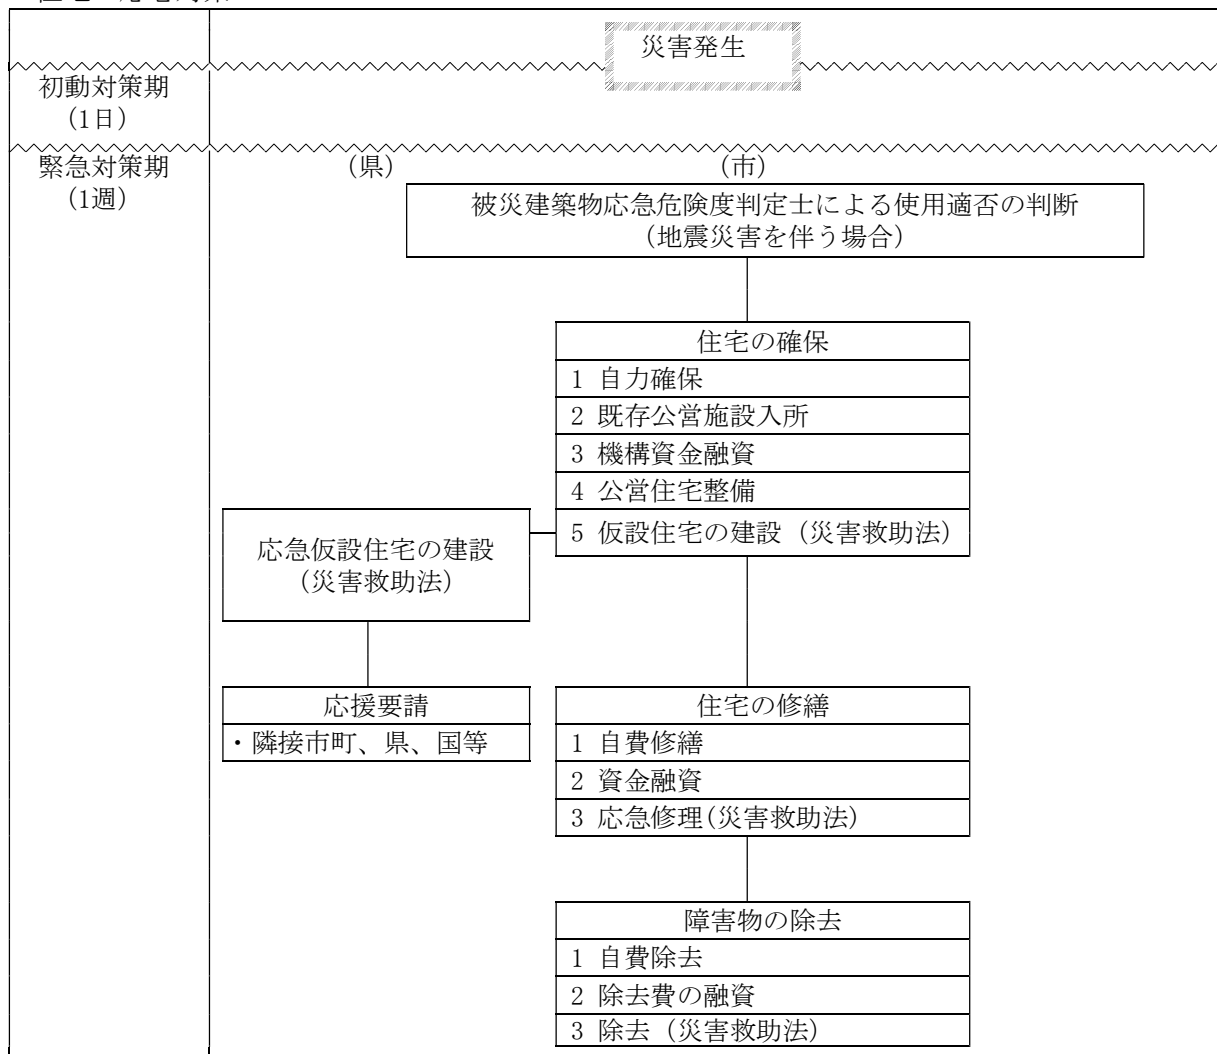 災害発生
初動対策期
(1日)
緊急対策期
(1週)
(県)
(市)
被災建築物応急危険度判定士による使用適否の判断
(地震災害を伴う場合)
住宅の確保
1 自力確保
2 既存公営施設入所
3 機構資金融資
4 公営住宅整備
5 仮設住宅の建設 (災害救助法)
応急仮設住宅の建設
(災害救助法)
応援要請
・隣接市町、県、国等
住宅の修繕
1 自費修繕
2 資金融資
3 応急修理(災害救助法)
障害物の除去
1 自費除去
2 除去費の融資
3 除去 (災害救助法)